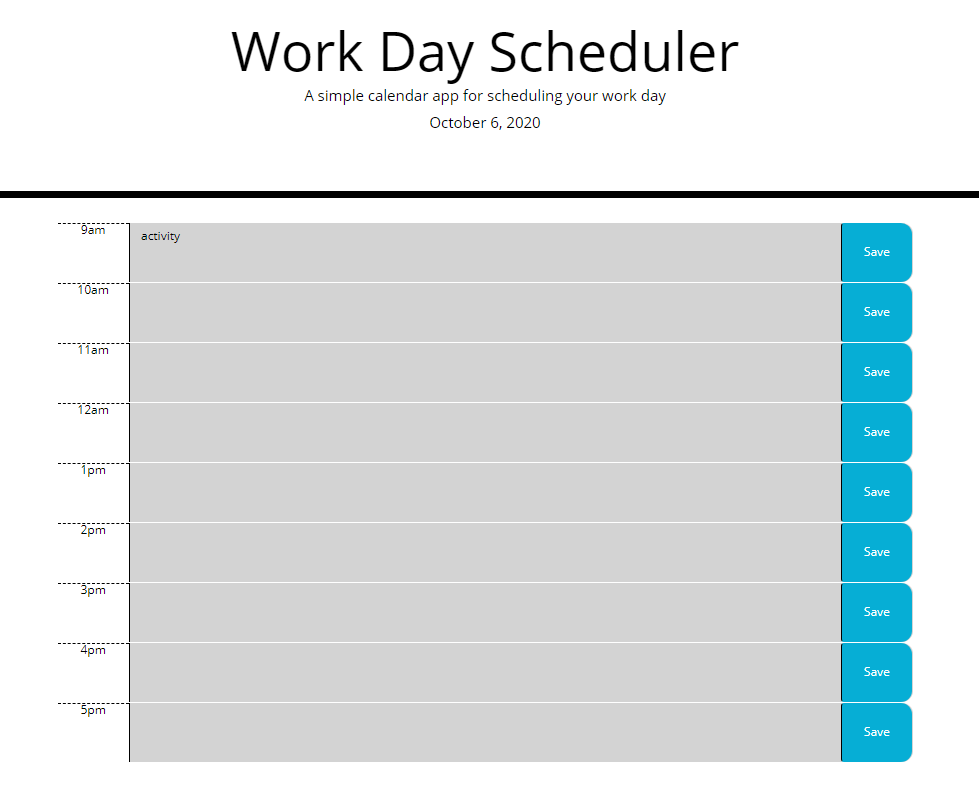 Work Day Scheduler
A simple calendar app for scheduling your work day
October 6, 2020
9am activity Save
10am Save
11am Save
12am Save
1pm Save
2pm Save
3pm Save
4pm Save
5pm Save